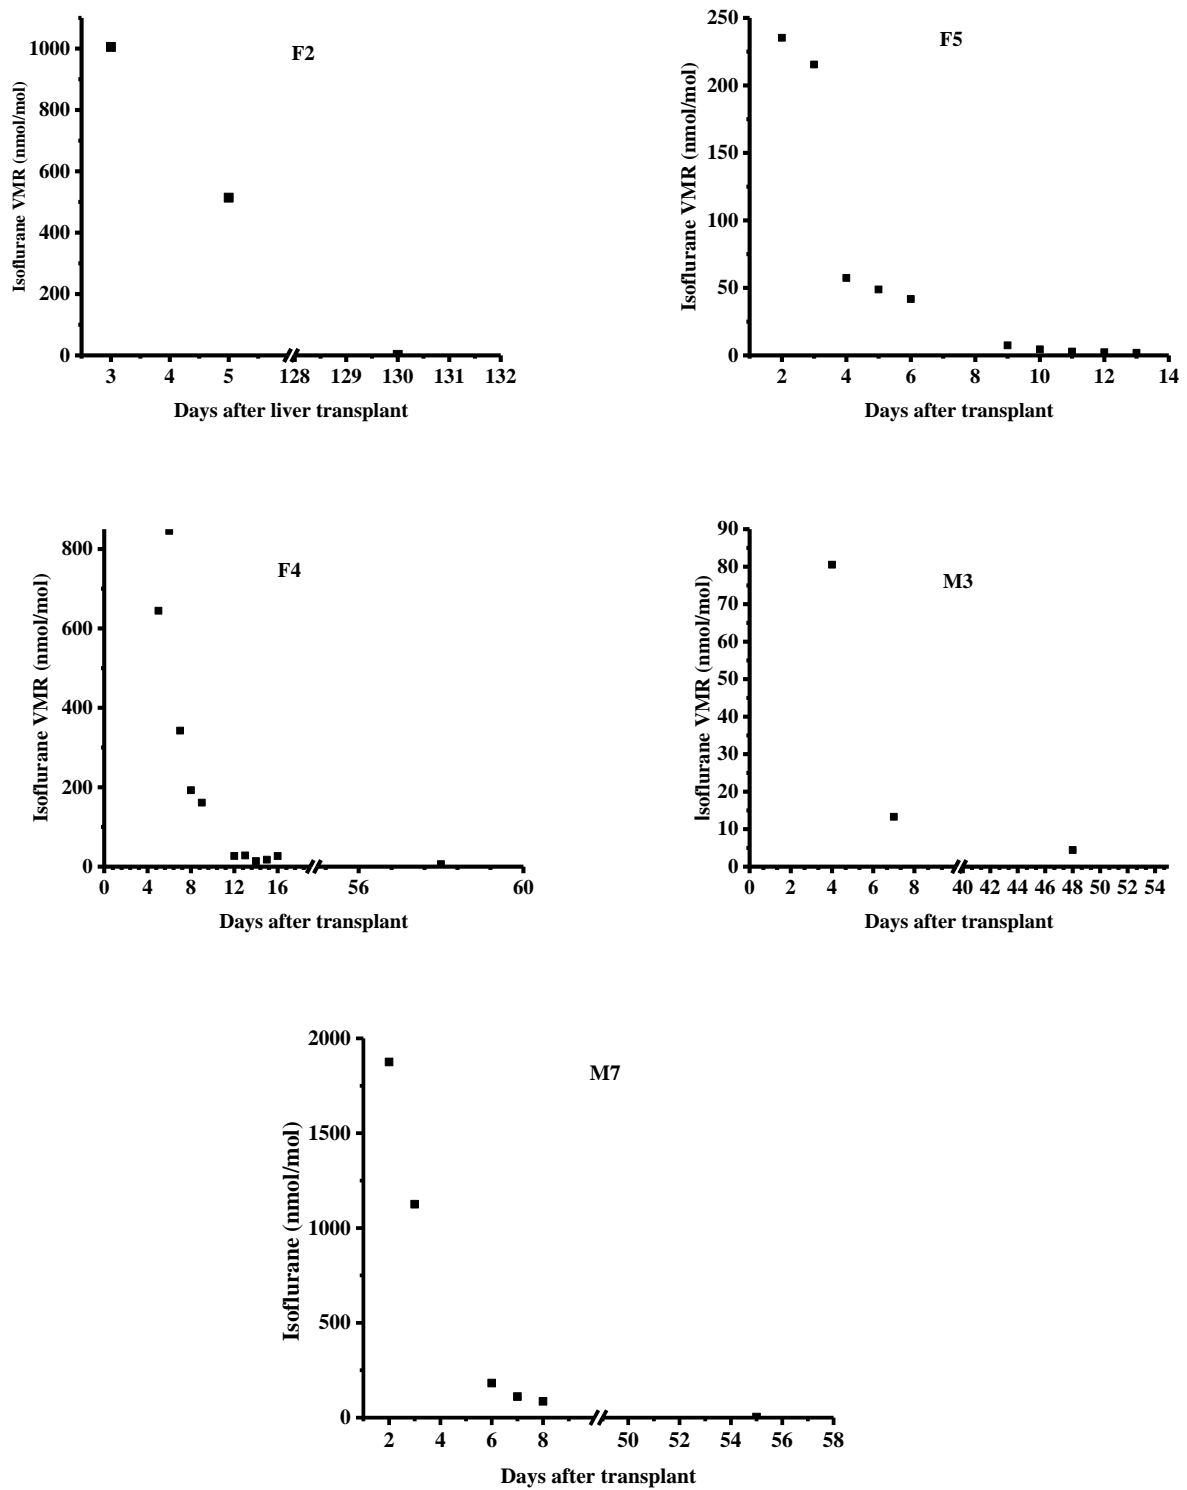 F2
Isoflurane VMR (nmol/mol)
1000
800
600
400
200
0
3 4 5 128 129 130 131 132
Days after liver transplant
F5
Isoflurane VMR (nmol/mol)
250
200
150
100
50
0
2 4 6 8 10 12 14
Days after transplant
F4
Isoflurane VMR (nmol/mol)
800
600
400
200
0
0 4 8 12 16 56 60
Days after transplant
M3
Isoflurane VMR (nmol/mol)
90
80
70
60
50
40
30
20
10
0
0 2 4 6 8 40 42 44 46 48 50 52 54
Days after transplant
M7
Isoflurane (nmol/mol)
2000
1500
1000
500
0
2 4 6 8 50 52 54 56 58
Days after transplant